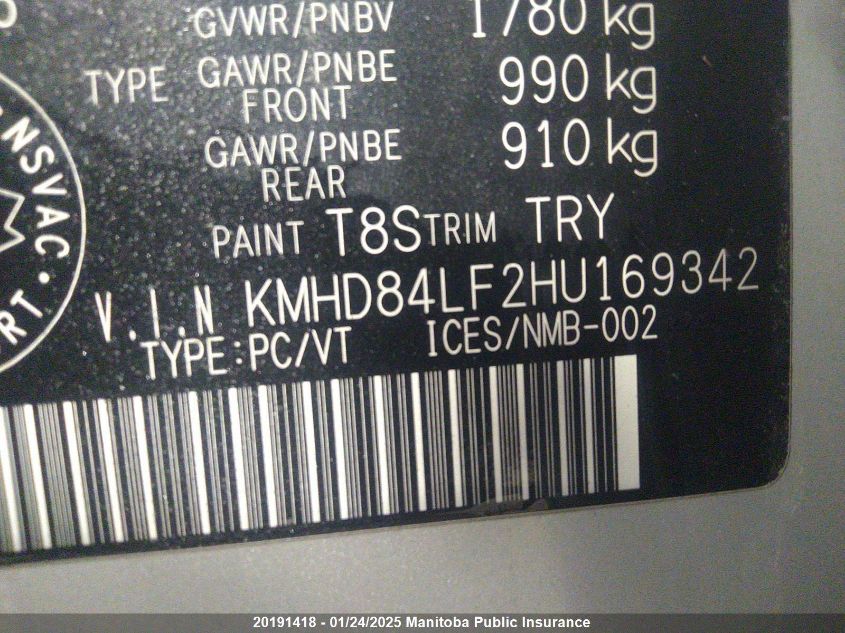 GVWR/PNBV 1780 kg
TYPE GAWR/PNBE FRONT 990 kg
GAWR/PNBE REAR 910 kg
PAINT T8S TRIM TRY
V.I.N KMHD84LF2HU169342
TYPE:PC/VT ICES/NMB-002
20191418 - 01/24/2025 Manitoba Public Insurance